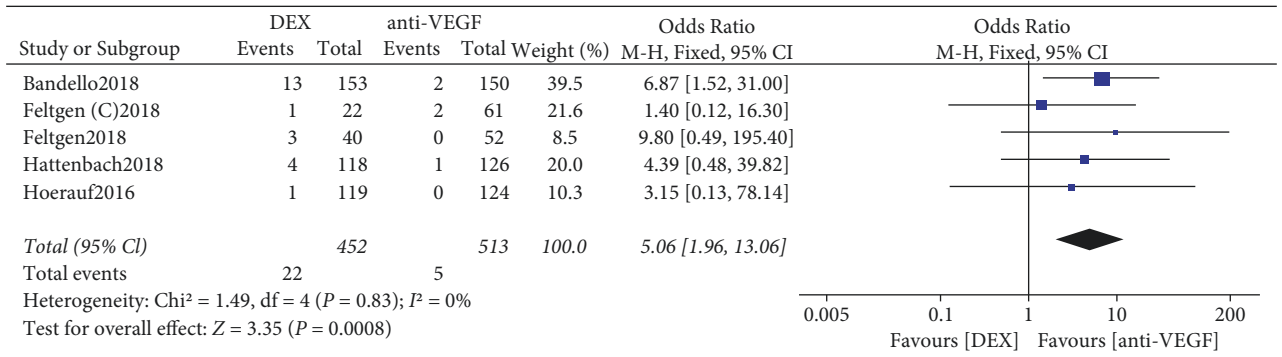 DEX anti-VEGF Odds Ratio Odds Ratio
Study or Subgroup Events Total Events Total Weight (%) M-H, Fixed, 95% CI M-H, Fixed, 95% CI
Bandello2018 13 153 2 150 39.5 6.87 [1.52, 31.00]
Feltgen (C)2018 1 22 2 61 21.6 1.40 [0.12, 16.30]
Feltgen2018 3 40 0 52 8.5 9.80 [0.49, 195.40]
Hattenbach2018 4 118 1 126 20.0 4.39 [0.48, 39.82]
Hoerauf2016 1 119 0 124 10.3 3.15 [0.13, 78.14]
Total (95% Cl) 452 513 100.0 5.06 [1.96, 13.06]
Total events 22 5
Heterogeneity: Chi² = 1.49, df = 4 (P = 0.83); I² = 0%
Test for overall effect: Z = 3.35 (P = 0.0008)
0.005 0.1 1 10 200
Favours [DEX] Favours [anti-VEGF]